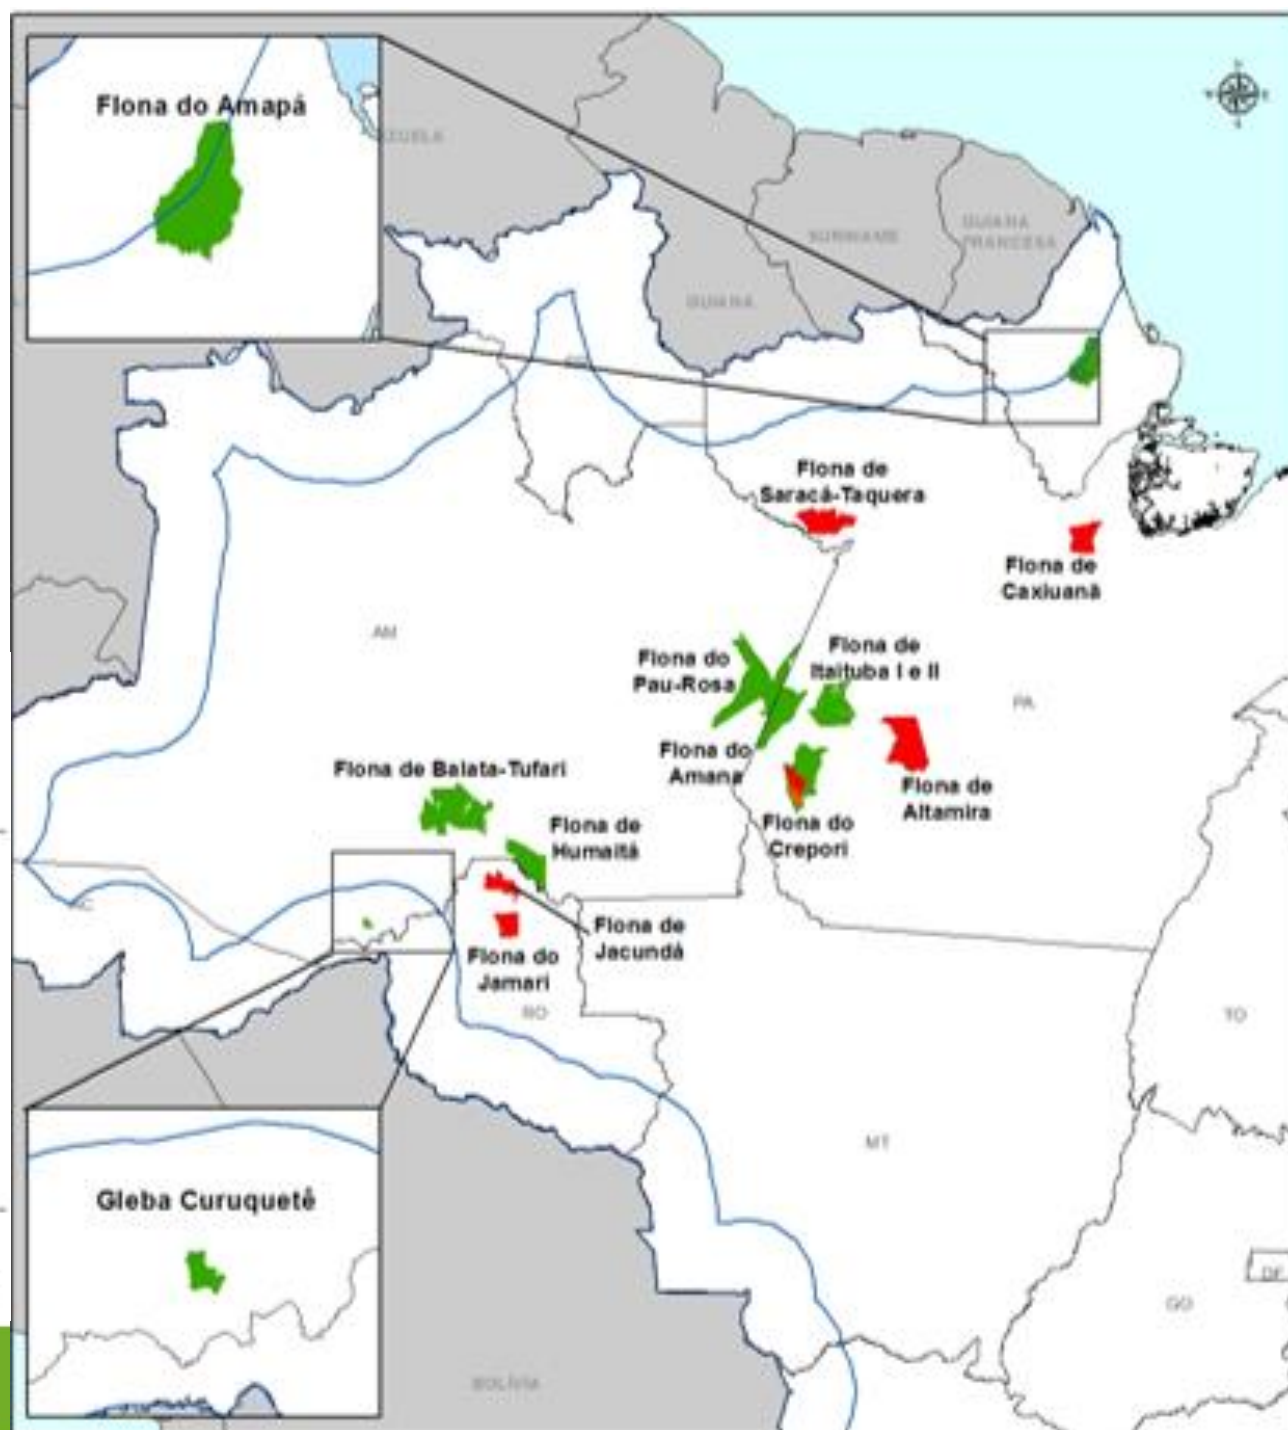 Flona do Amapá
N
W
E
S
ZUELA
SURINAME
GUIANA
FRANCESA
GUIANA
Flona de
Saracá-Taquera
Flona de
Caxiuanã
AM
Flona do
Pau-Rosa
Flona de
Itaituba I e II
PA
Flona do
Amana
Flona de Balata-Tufari
Flona de
Altamira
Flona de
Humaitá
Flona do
Crepori
Flona de
Jacundá
Flona do
Jamari
RO
TO
MT
Gleba Curuquetê
DF
GO
BOLÍVIA